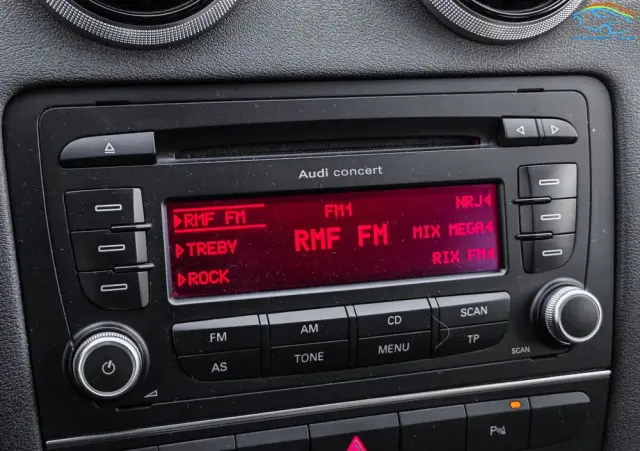 Audi concert
RMF FM
TREBY
ROCK
FM1
RMF FM
NRJ
MIX MEGA
RIX FM
FM
AM
CD
SCAN
AS
TONE
MENU
TP
SCAN
P